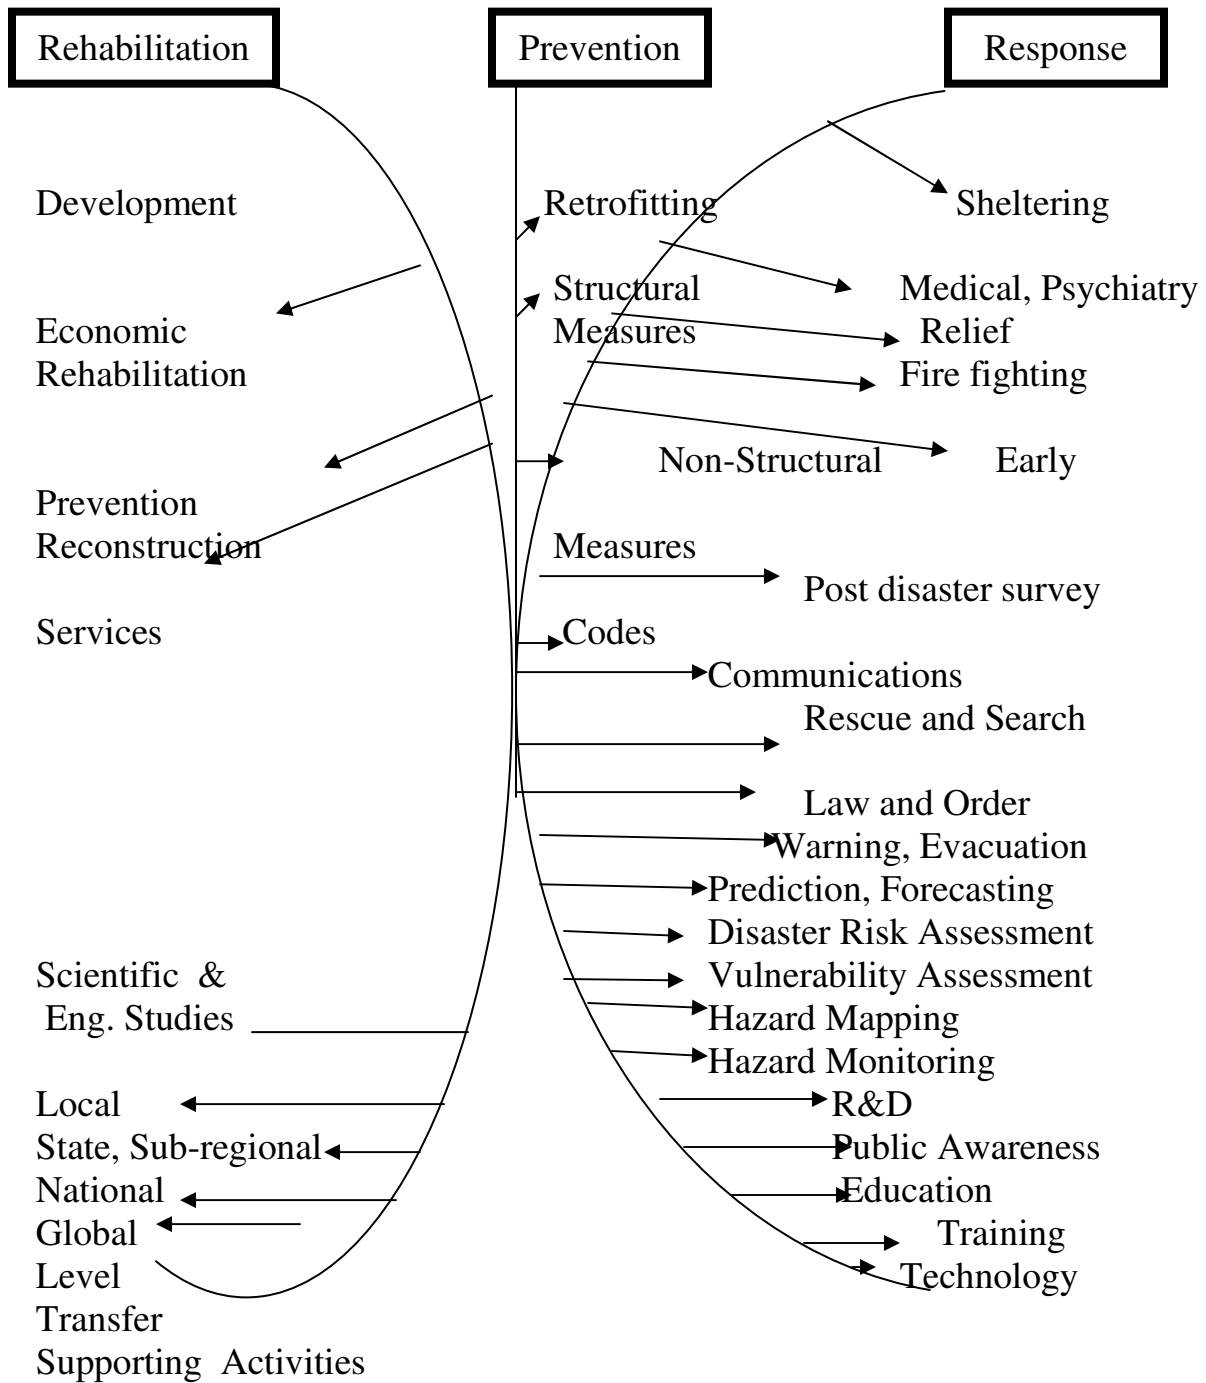 Rehabilitation Prevention Response
Development Retrofitting Sheltering
Structural Medical, Psychiatry
Economic Measures Relief
Rehabilitation Fire fighting
Non-Structural Early
Prevention
Reconstruction Measures
Post disaster survey
Services Codes
Communications
Rescue and Search
Law and Order
Warning, Evacuation
Prediction, Forecasting
Disaster Risk Assessment
Scientific & Vulnerability Assessment
Eng. Studies Hazard Mapping
Hazard Monitoring
Local R&D
State, Sub-regional Public Awareness
National Education
Global Training
Level Technology
Transfer
Supporting Activities